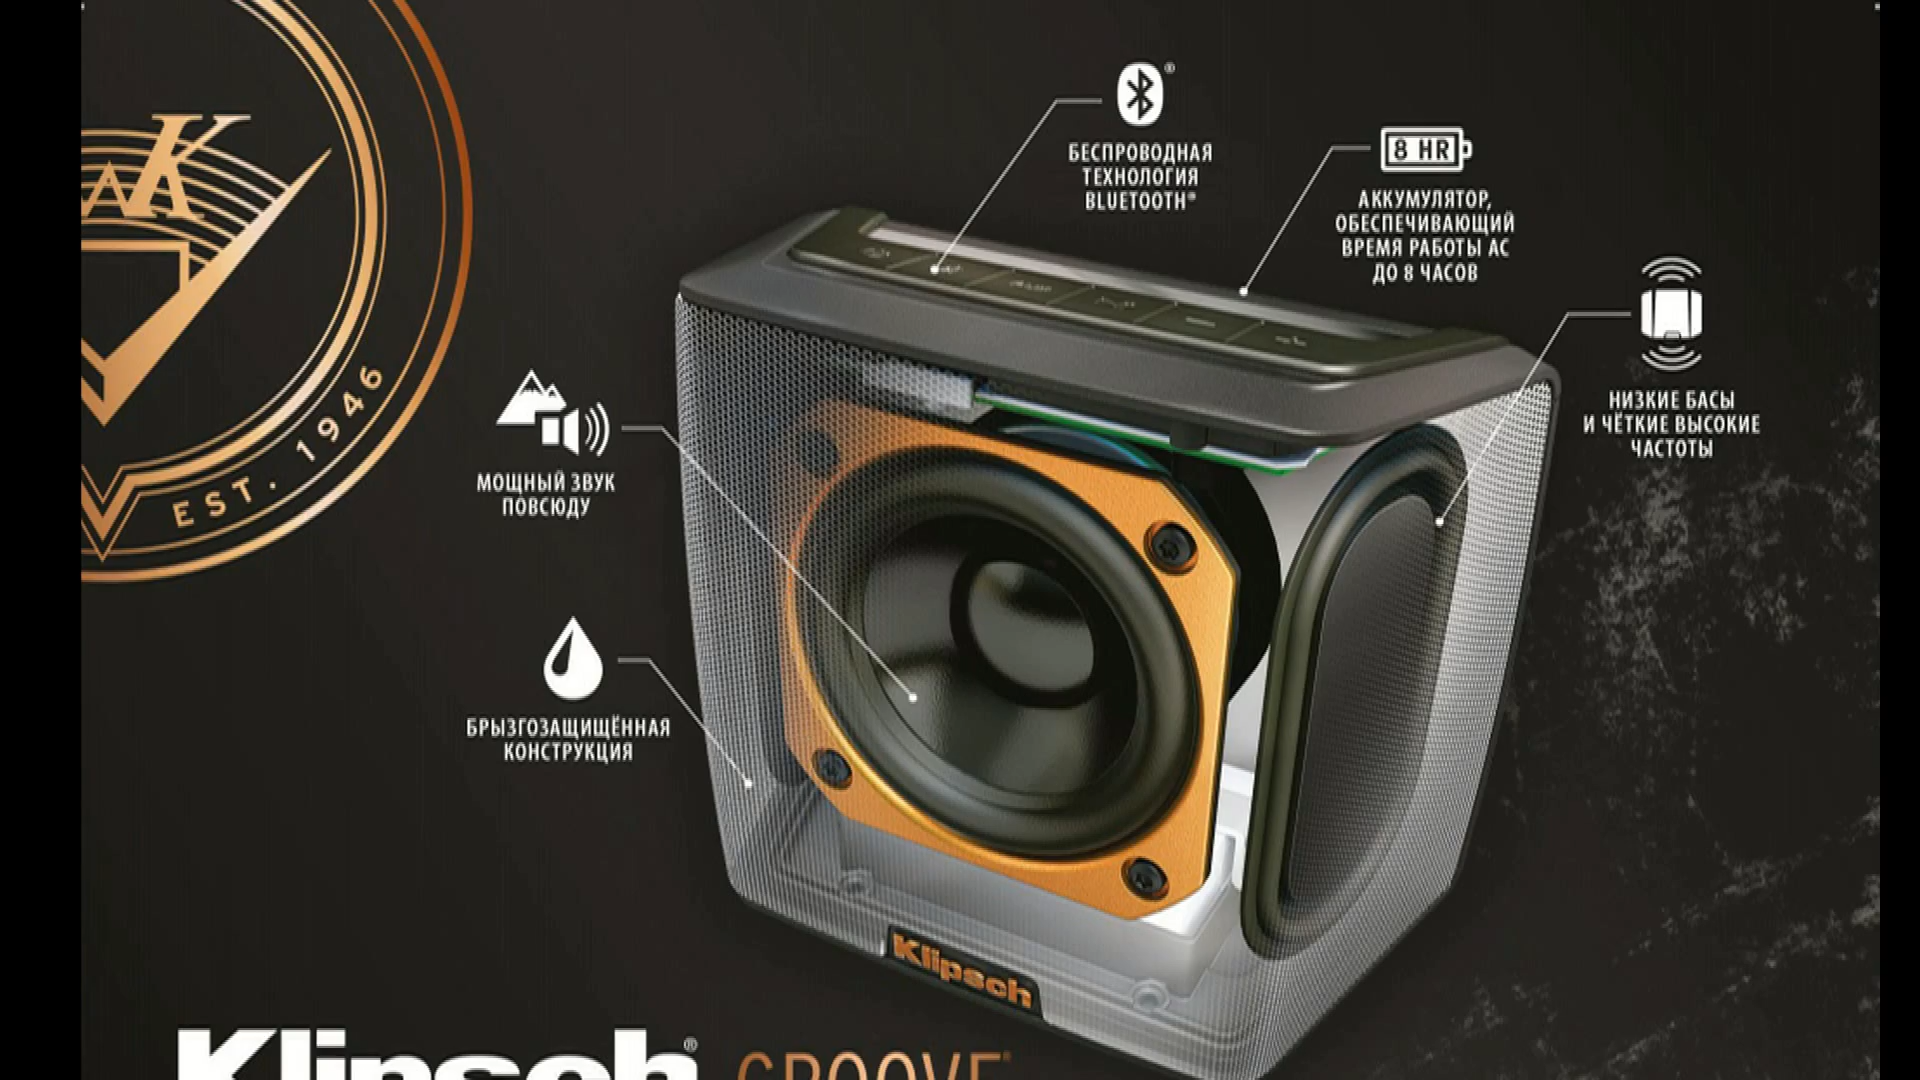 БЕСПРОВОДНАЯ
ТЕХНОЛОГИЯ
BLUETOOTH®
8 HR
АККУМУЛЯТОР,
ОБЕСПЕЧИВАЮЩИЙ
ВРЕМЯ РАБОТЫ АС
ДО 8 ЧАСОВ
НИЗКИЕ БАСЫ
И ЧЁТКИЕ ВЫСОКИЕ
ЧАСТОТЫ
EST. 1946
МОЩНЫЙ ЗВУК
ПОВСЮДУ
БРЫЗГОЗАЩИЩЁННАЯ
КОНСТРУКЦИЯ
Klipsch
Klipsch® GROOVE